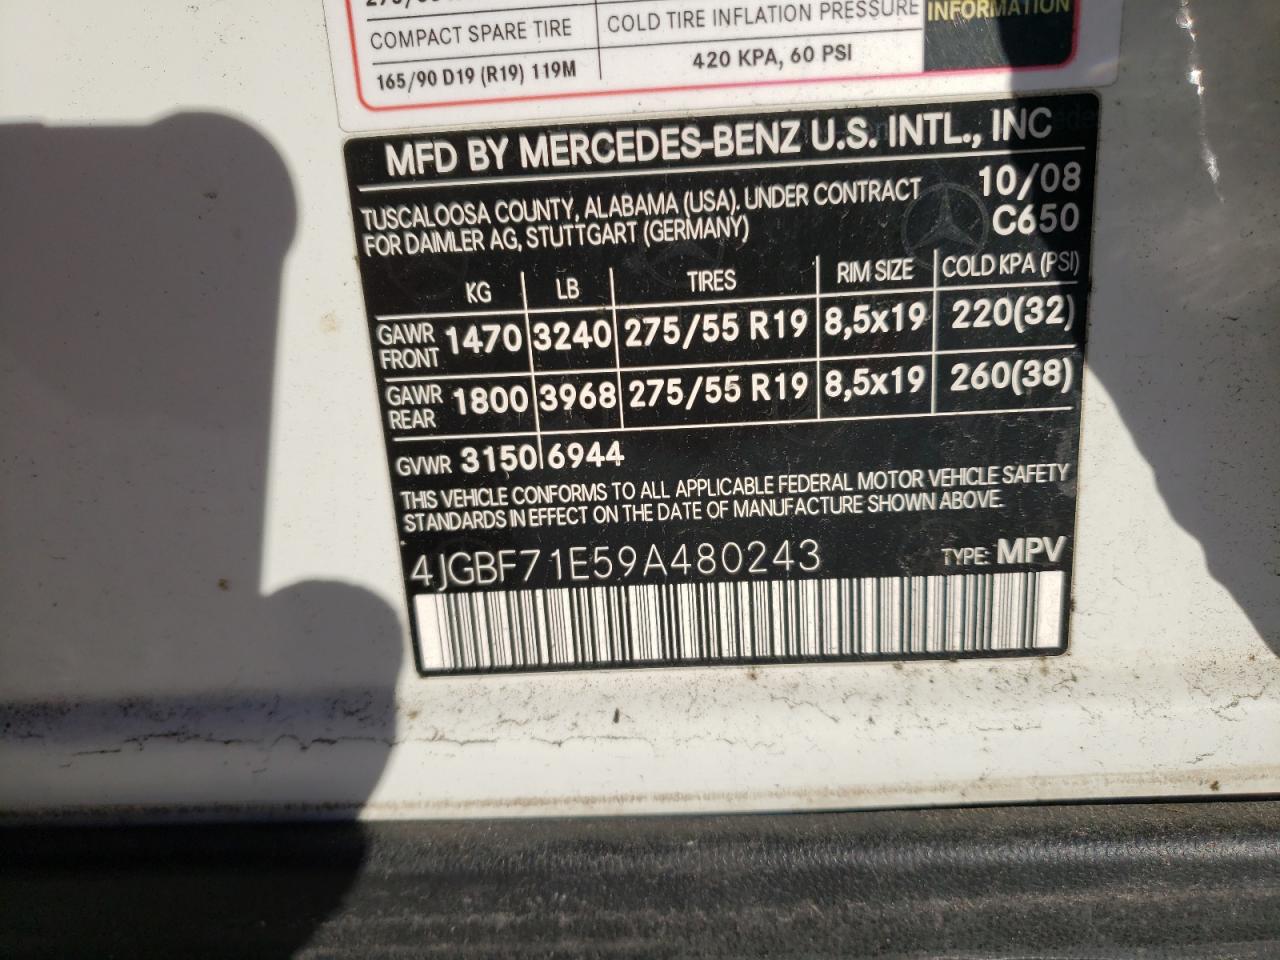 COMPACT SPARE TIRE
COLD TIRE INFLATION PRESSURE
INFORMATION
165/90 D19 (R19) 119M
420 KPA, 60 PSI
MFD BY MERCEDES-BENZ U.S. INTL., INC
TUSCALOOSA COUNTY, ALABAMA (USA). UNDER CONTRACT
FOR DAIMLER AG, STUTTGART (GERMANY)
10/08
C650
KG LB TIRES RIM SIZE COLD KPA (PSI)
GAWR FRONT 1470 3240 275/55 R19 8,5x19 220(32)
GAWR REAR 1800 3968 275/55 R19 8,5x19 260(38)
GVWR 3150 6944
THIS VEHICLE CONFORMS TO ALL APPLICABLE FEDERAL MOTOR VEHICLE SAFETY
STANDARDS IN EFFECT ON THE DATE OF MANUFACTURE SHOWN ABOVE.
4JGBF71E59A480243 TYPE: MPV